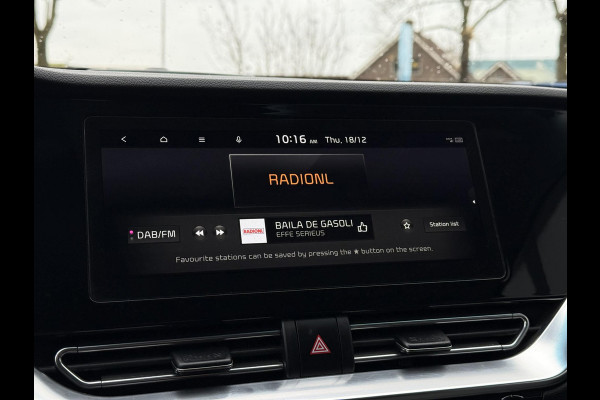 10:16 AM Thu, 18/12
RADIONL
DAB/FM
RADIONL
BAILA DE GASOLI
EFFE SERIEUS
Station list
Favourite stations can be saved by pressing the ★ button on the screen.